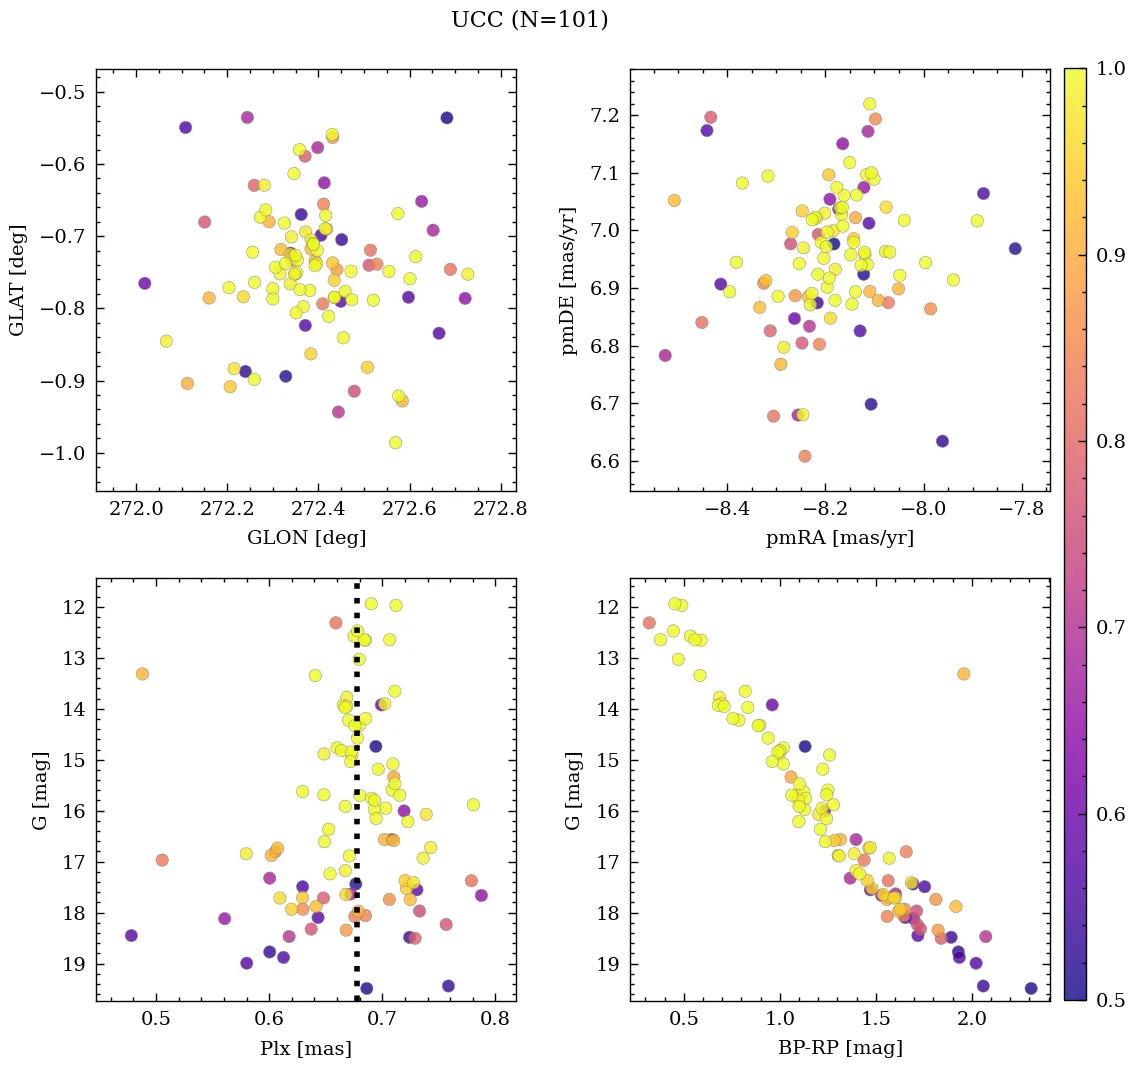 UCC (N=101)
−0.5
−0.6
−0.7
−0.8
−0.9
−1.0
GLAT [deg]
272.0 272.2 272.4 272.6 272.8
GLON [deg]
7.2
7.1
7.0
6.9
6.8
6.7
6.6
pmDE [mas/yr]
−8.4 −8.2 −8.0 −7.8
pmRA [mas/yr]
12
13
14
15
16
17
18
19
G [mag]
0.5 0.6 0.7 0.8
Plx [mas]
12
13
14
15
16
17
18
19
G [mag]
0.5 1.0 1.5 2.0
BP-RP [mag]
1.0
0.9
0.8
0.7
0.6
0.5